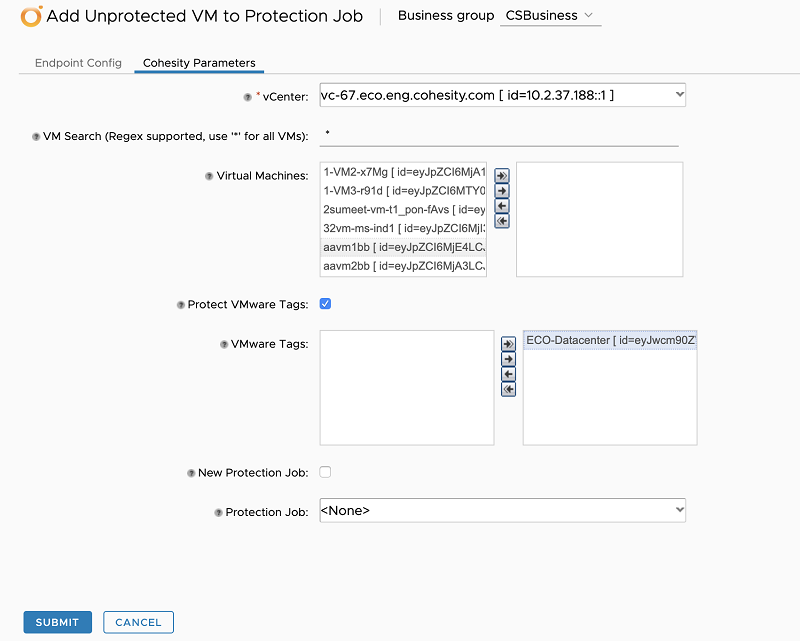 Add Unprotected VM to Protection Job
Business group CSBusiness
Endpoint Config Cohesity Parameters
* vCenter: vc-67.eco.eng.cohesity.com [ id=10.2.37.188::1 ]
VM Search (Regex supported, use '*' for all VMs): *
Virtual Machines:
1-VM2-x7Mg [ id=eyJpZCI6MjA1
1-VM3-r91d [ id=eyJpZCI6MTY0
2sumeet-vm-t1_pon-fAvs [ id=ey
32vm-ms-ind1 [ id=eyJpZCI6MjI
aavm1bb [ id=eyJpZCI6MjE4LC
aavm2bb [ id=eyJpZCI6MjA3LC
Protect VMware Tags:
VMware Tags:
ECO-Datacenter [ id=eyJwcm90Z
New Protection Job:
Protection Job: <None>
SUBMIT CANCEL